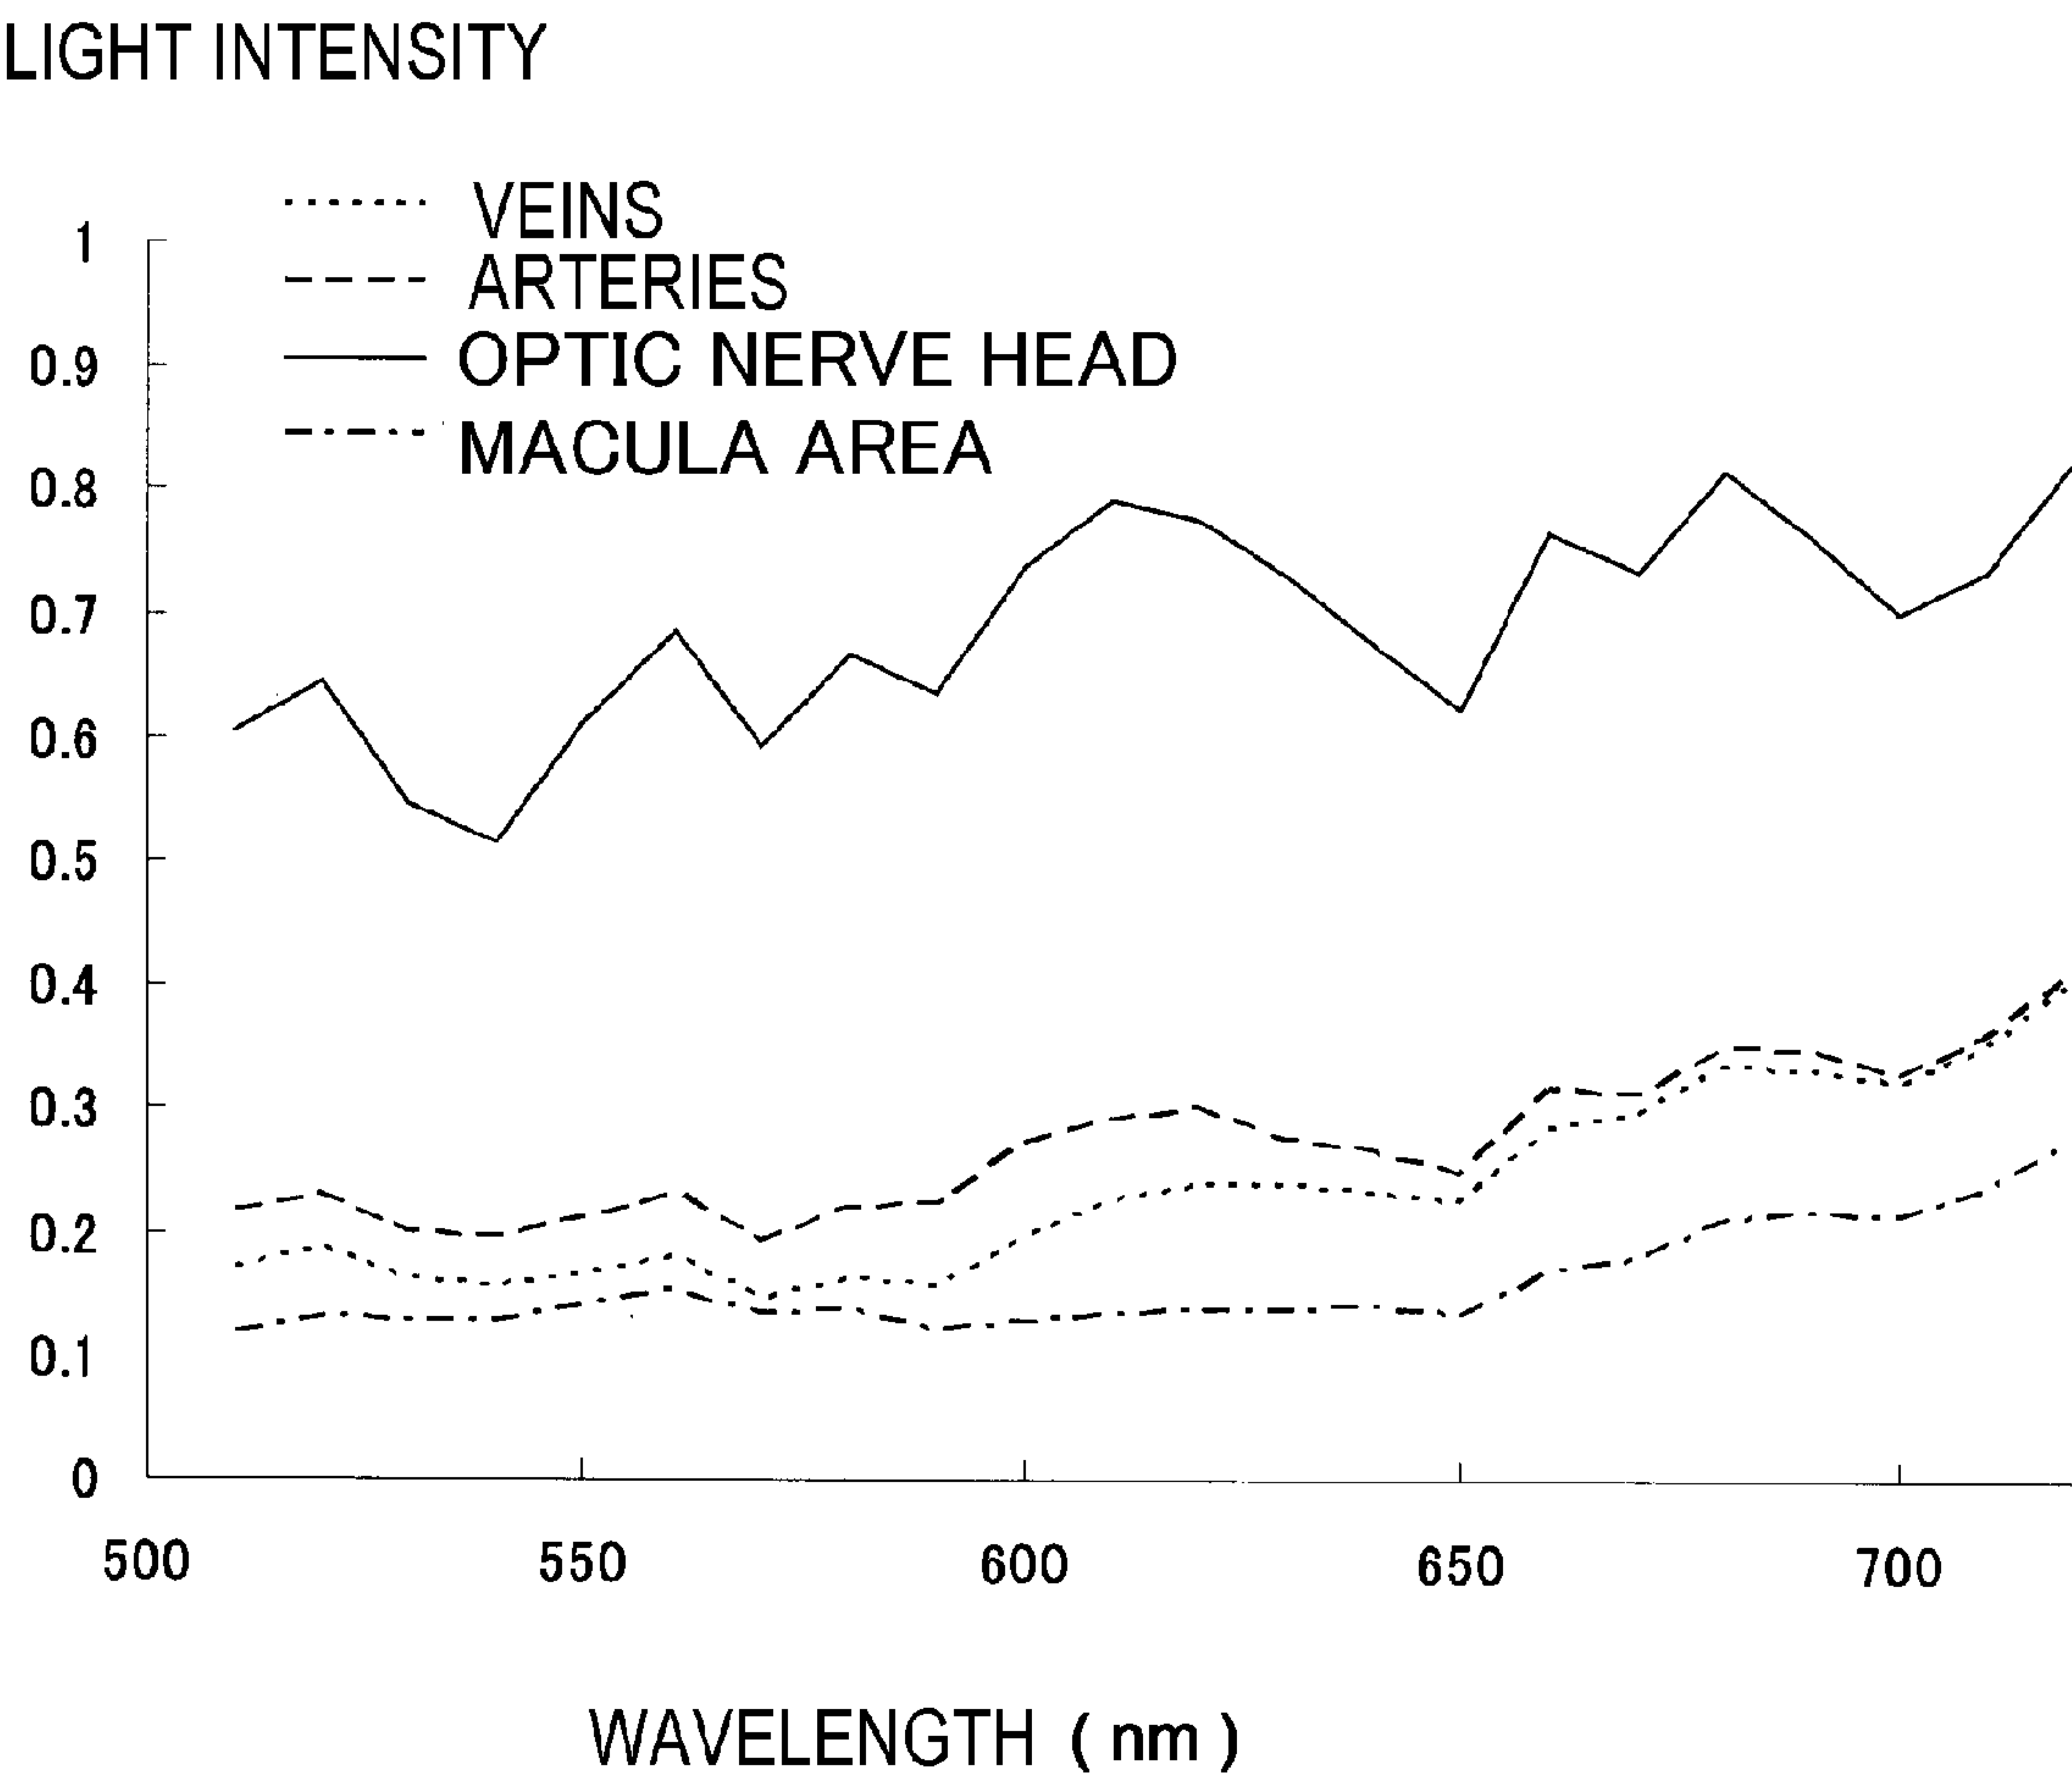 LIGHT INTENSITY
VEINS
ARTERIES
OPTIC NERVE HEAD
MACULA AREA
1
0.9
0.8
0.7
0.6
0.5
0.4
0.3
0.2
0.1
0
500 550 600 650 700
WAVELENGTH ( nm )